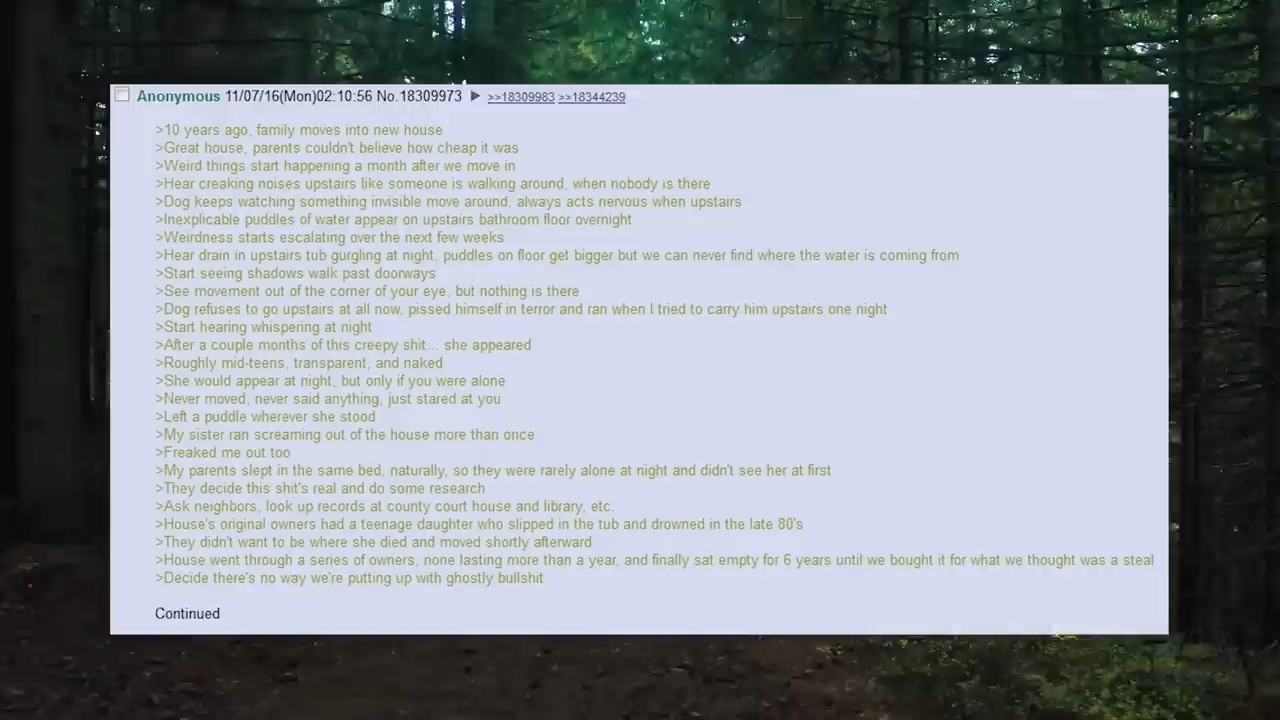 Anonymous 11/07/16(Mon)02:10:56 No.18309973 ▶ >>18309983 >>18344239
>10 years ago, family moves into new house
>Great house, parents couldn't believe how cheap it was
>Weird things start happening a month after we move in
>Hear creaking noises upstairs like someone is walking around, when nobody is there
>Dog keeps watching something invisible move around, always acts nervous when upstairs
>Inexplicable puddles of water appear on upstairs bathroom floor overnight
>Weirdness starts escalating over the next few weeks
>Hear drain in upstairs tub gurgling at night, puddles on floor get bigger but we can never find where the water is coming from
>Start seeing shadows walk past doorways
>See movement out of the corner of your eye, but nothing is there
>Dog refuses to go upstairs at all now, pissed himself in terror and ran when I tried to carry him upstairs one night
>Start hearing whispering at night
>After a couple months of this creepy shit... she appeared
>Roughly mid-teens, transparent, and naked
>She would appear at night, but only if you were alone
>Never moved, never said anything, just stared at you
>Left a puddle wherever she stood
>My sister ran screaming out of the house more than once
>Freaked me out too
>My parents slept in the same bed, naturally, so they were rarely alone at night and didn't see her at first
>They decide this shit's real and do some research
>Ask neighbors, look up records at county court house and library, etc.
>House's original owners had a teenage daughter who slipped in the tub and drowned in the late 80's
>They didn't want to be where she died and moved shortly afterward
>House went through a series of owners, none lasting more than a year, and finally sat empty for 6 years until we bought it for what we thought was a steal
>Decide there's no way we're putting up with ghostly bullshit
Continued